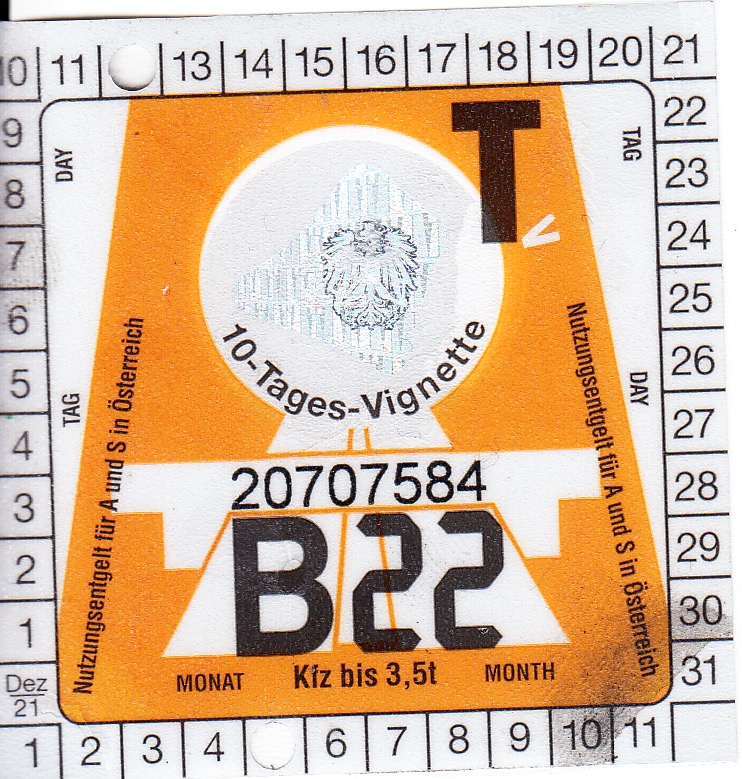 10 11 13 14 15 16 17 18 19 20 21
9 22
8 23
7 24
6 25
5 26
4 27
3 28
2 29
1 30
Dez 21 31
1 2 3 4 6 7 8 9 10 11
DAY
TAG
TAG
DAY
T
V
10-Tages-Vignette
Nutzungsentgelt für A und S in Österreich
Nutzungsentgelt für A und S in Österreich
20707584
B22
MONAT Kfz bis 3,5t MONTH